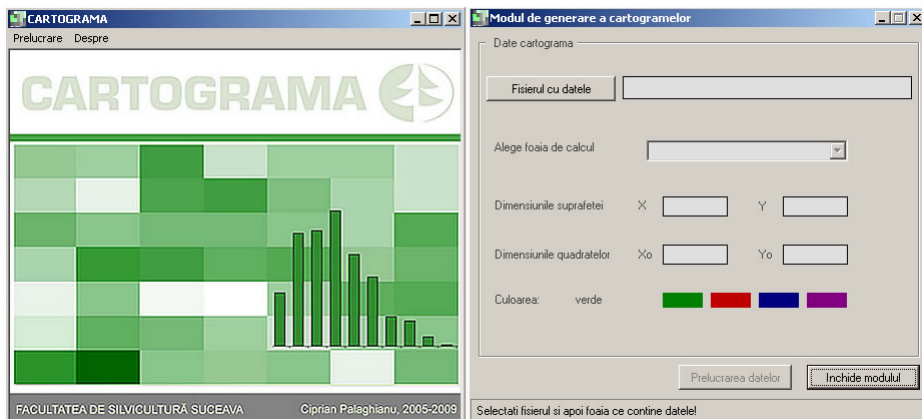 CARTOGRAMA
Prelucrare Despre
CARTOGRAMA
FACULTATEA DE SILVICULTURĂ SUCEAVA Ciprian Palaghianu, 2005-2009
Modul de generare a cartogramelor
Date cartograma
Fisierul cu datele
Alege foaia de calcul
Dimensiunile suprafetei X Y
Dimensiunile quadratelor Xo Yo
Culoarea: verde
Prelucrarea datelor Inchide modulul
Selectati fisierul si apoi foaia ce contine datele!